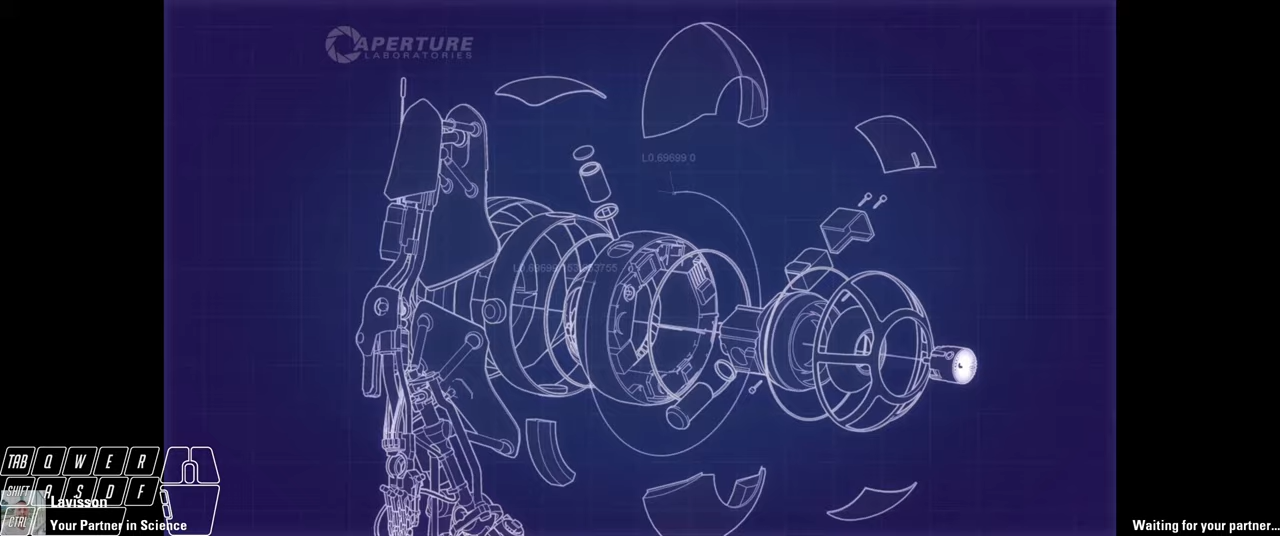 APERTURE
LABORATORIES
L0.69699 0
TAB Q W E R
SHIFT A S D F
Lavisson
CTRL
Your Partner in Science
Waiting for your partner...